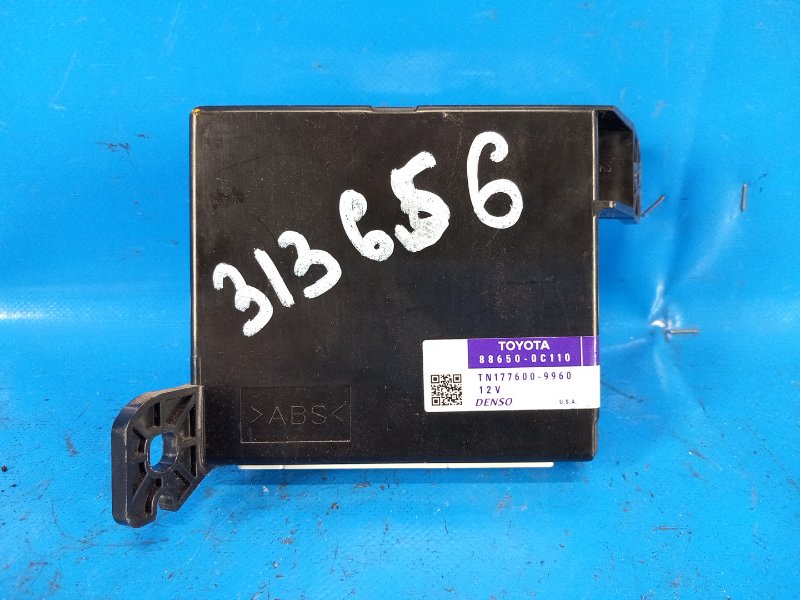 313656
TOYOTA
88650-0C110
TN177600-9960
12V
DENSO U.S.A.
>ABS<